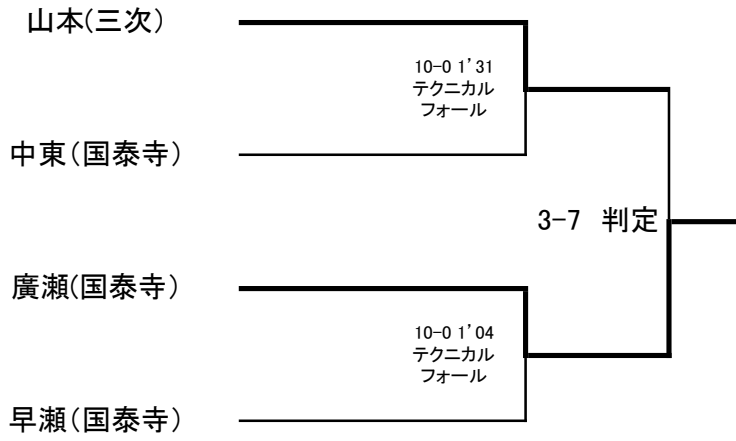 山本(三次)
10-0 1’31
テクニカル
フォール
中東(国泰寺)
3-7 判定
廣瀬(国泰寺)
10-0 1’04
テクニカル
フォール
早瀬(国泰寺)